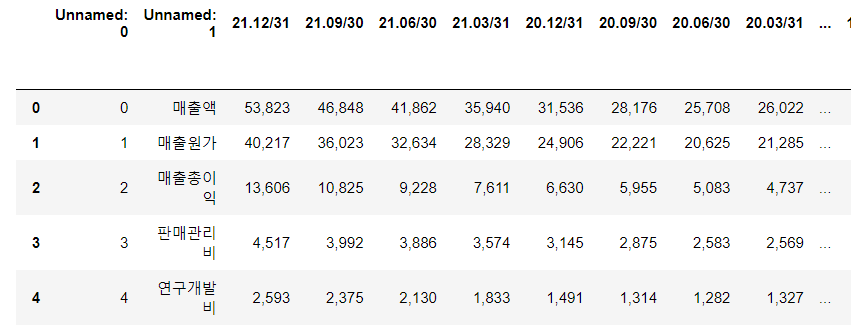 Unnamed: 0 Unnamed: 1 21.12/31 21.09/30 21.06/30 21.03/31 20.12/31 20.09/30 20.06/30 20.03/31 ... 1
0 0 매출액 53,823 46,848 41,862 35,940 31,536 28,176 25,708 26,022 ...
1 1 매출원가 40,217 36,023 32,634 28,329 24,906 22,221 20,625 21,285 ...
2 2 매출총이익 13,606 10,825 9,228 7,611 6,630 5,955 5,083 4,737 ...
3 3 판매관리비 4,517 3,992 3,886 3,574 3,145 2,875 2,583 2,569 ...
4 4 연구개발비 2,593 2,375 2,130 1,833 1,491 1,314 1,282 1,327 ...